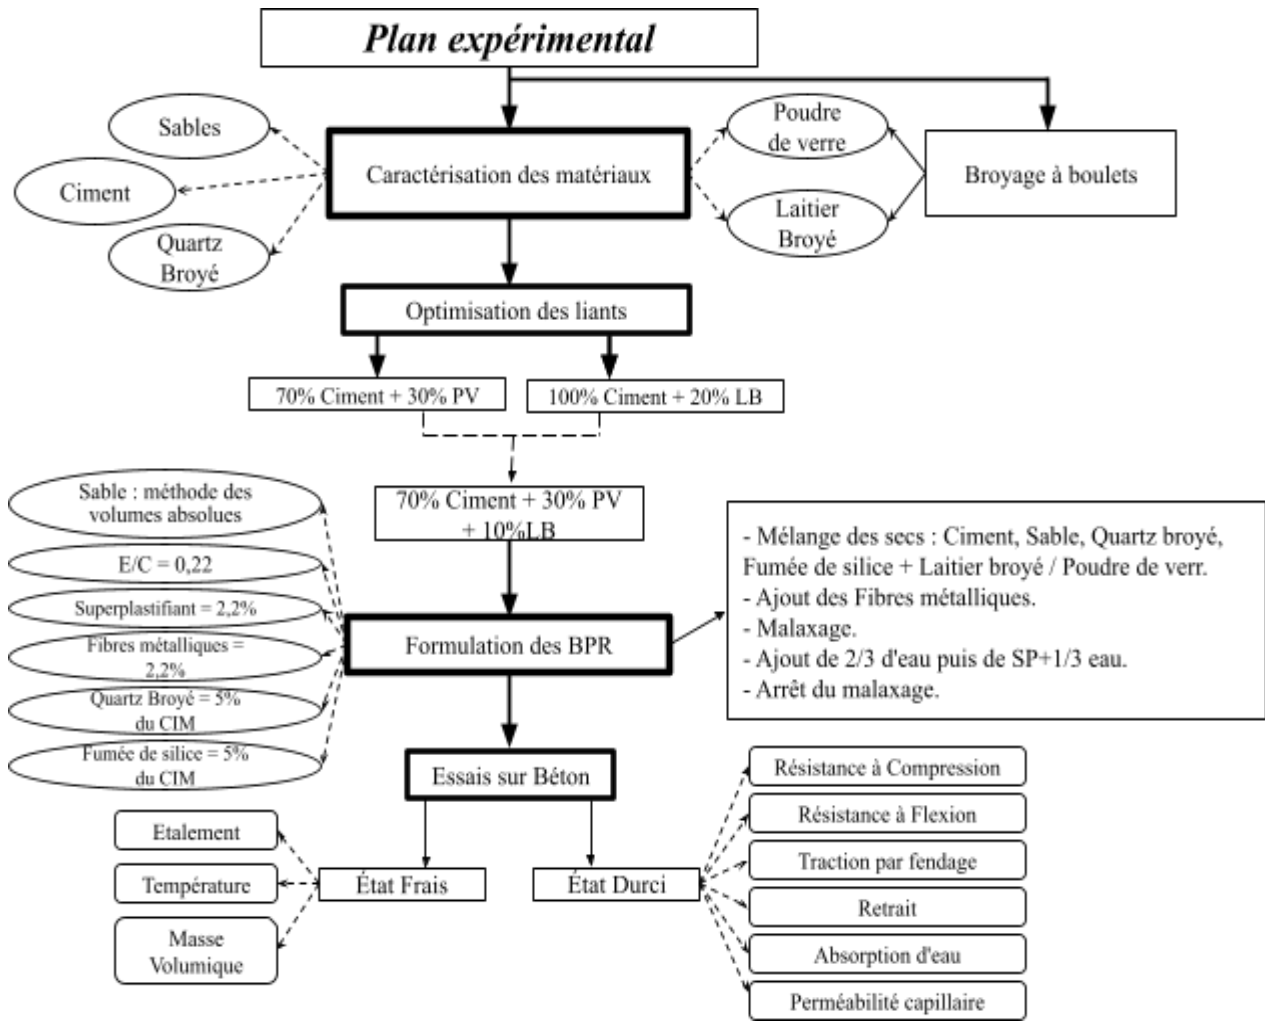 Plan expérimental
Sables
Ciment
Quartz
Broyé
Caractérisation des matériaux
Poudre
de verre
Laitier
Broyé
Broyage à boulets
Optimisation des liants
70% Ciment + 30% PV
100% Ciment + 20% LB
70% Ciment + 30% PV
+ 10%LB
Sable : méthode des
volumes absolues
E/C = 0,22
Superplastifiant = 2,2%
Fibres métalliques =
2,2%
Quartz Broyé = 5%
du CIM
Fumée de silice = 5%
du CIM
Formulation des BPR
- Mélange des secs : Ciment, Sable, Quartz broyé,
Fumée de silice + Laitier broyé / Poudre de verr.
- Ajout des Fibres métalliques.
- Malaxage.
- Ajout de 2/3 d'eau puis de SP+1/3 eau.
- Arrêt du malaxage.
Essais sur Béton
État Frais
État Durci
Etalement
Température
Masse
Volumique
Résistance à Compression
Résistance à Flexion
Traction par fendage
Retrait
Absorption d'eau
Perméabilité capillaire